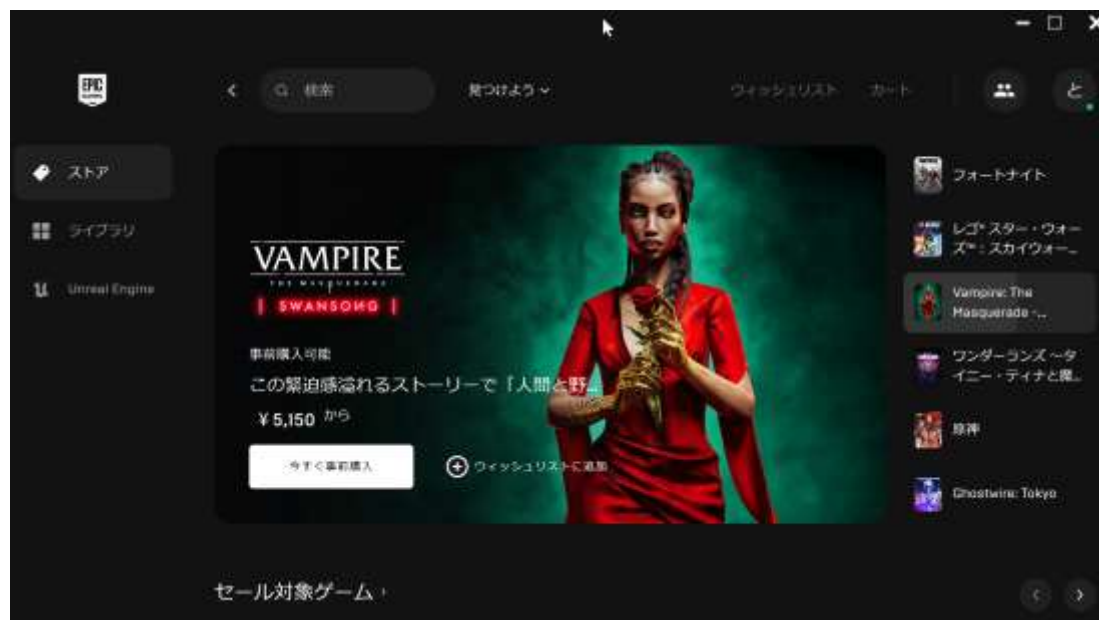 EPIC
検索
見つけよう
ウィッシュリスト
カート
と
ストア
ライブラリ
Unreal Engine
VAMPIRE
THE MASQUERADE
SWANSONG
事前購入可能
この緊迫感溢れるストーリーで「人間と野...
¥5,150 から
今すぐ事前購入
ウィッシュリストに追加
フォートナイト
レゴ® スター・ウォー
ズ™：スカイウォー...
Vampire: The
Masquerade -...
ワンダーランズ ～タ
イニー・ティナと魔...
原神
Ghostwire: Tokyo
セール対象ゲーム